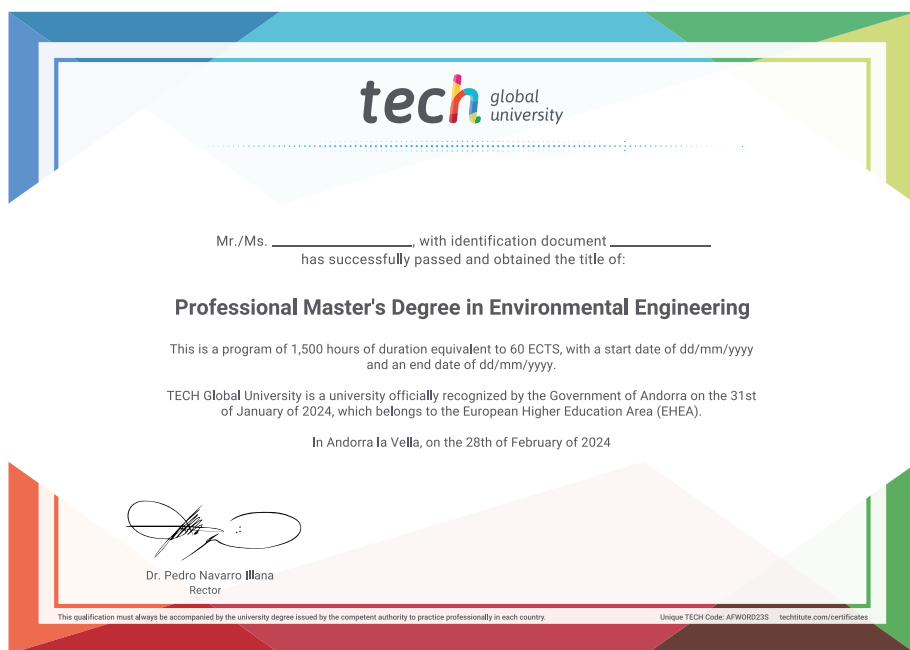 tech global
university
Mr./Ms. ____________, with identification document ____________
has successfully passed and obtained the title of:
Professional Master's Degree in Environmental Engineering
This is a program of 1,500 hours of duration equivalent to 60 ECTS, with a start date of dd/mm/yyyy
and an end date of dd/mm/yyyy.
TECH Global University is a university officially recognized by the Government of Andorra on the 31st
of January of 2024, which belongs to the European Higher Education Area (EHEA).
In Andorra la Vella, on the 28th of February of 2024
Dr. Pedro Navarro Illana
Rector
This qualification must always be accompanied by the university degree issued by the competent authority to practice professionally in each country.
Unique TECH Code: AFWORD23S techtitute.com/certificates